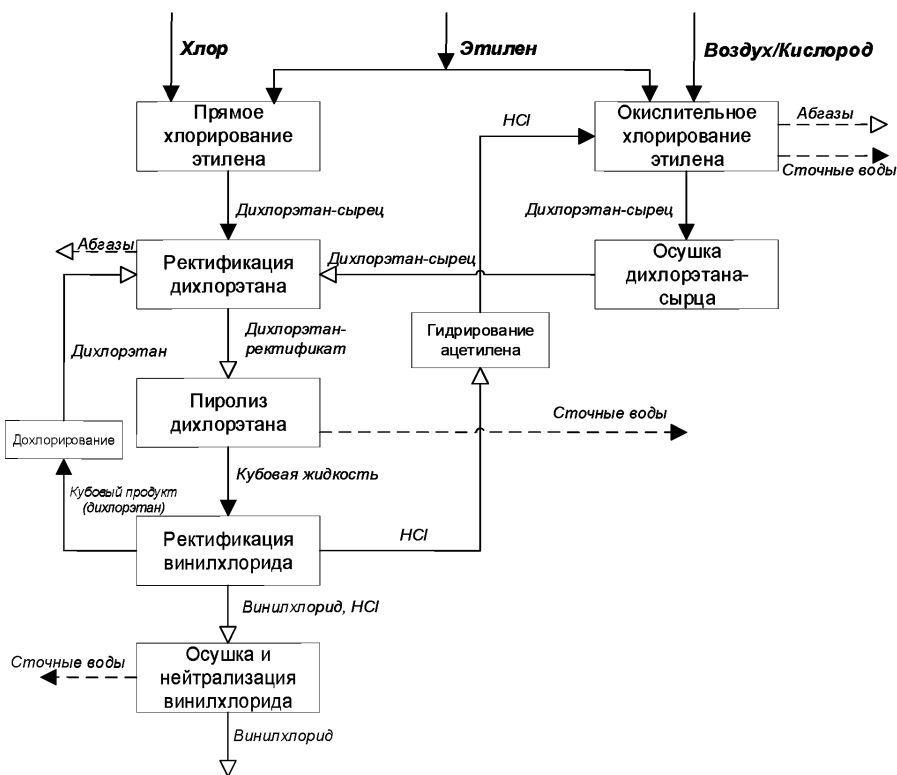 Хлор
Этилен
Воздух/Кислород
Прямое
хлорирование
этилена
HCl
Окислительное
хлорирование
этилена
Абгазы
Сточные воды
Дихлорэтан-сырец
Дихлорэтан-сырец
Абгазы
Ректификация
дихлорэтана
Дихлорэтан-сырец
Осушка
дихлорэтана-
сырца
Дихлорэтан
Дихлорэтан-
ректификат
Гидрирование
ацетилена
Пиролиз
дихлорэтана
Сточные воды
Дохлорирование
Кубовая жидкость
Кубовый продукт
(дихлорэтан)
Ректификация
винилхлорида
HCl
Винилхлорид, HCl
Сточные воды
Осушка и
нейтрализация
винилхлорида
Винилхлорид